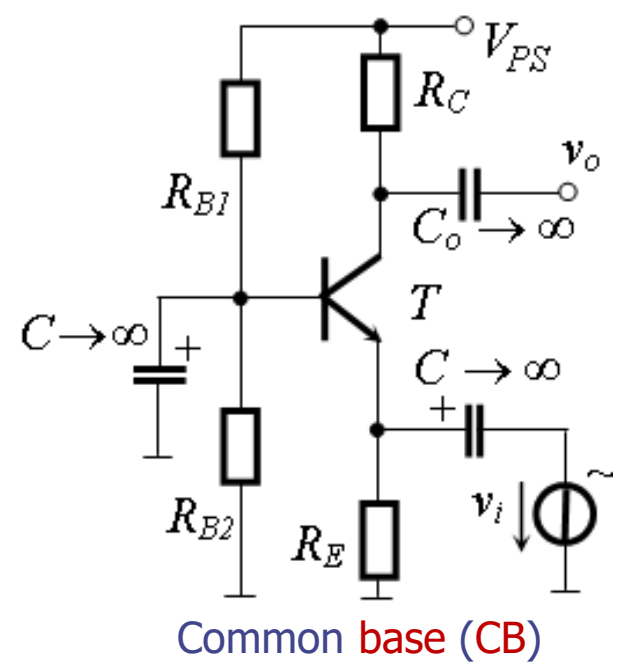 V_PS
R_C
v_o
R_B1
C_o → ∞
T
C → ∞
+
C → ∞
+
~
v_i
R_B2
R_E
Common base (CB)